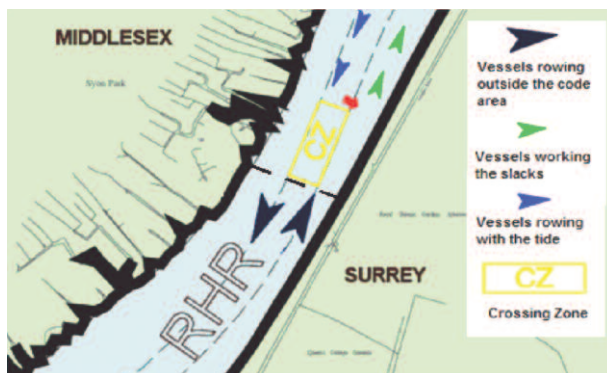 MIDDLESEX
Syon Park
CZ
RHR
SURREY
Vessels rowing
outside the code
area
Vessels working
the slacks
Vessels rowing
with the tide
CZ
Crossing Zone